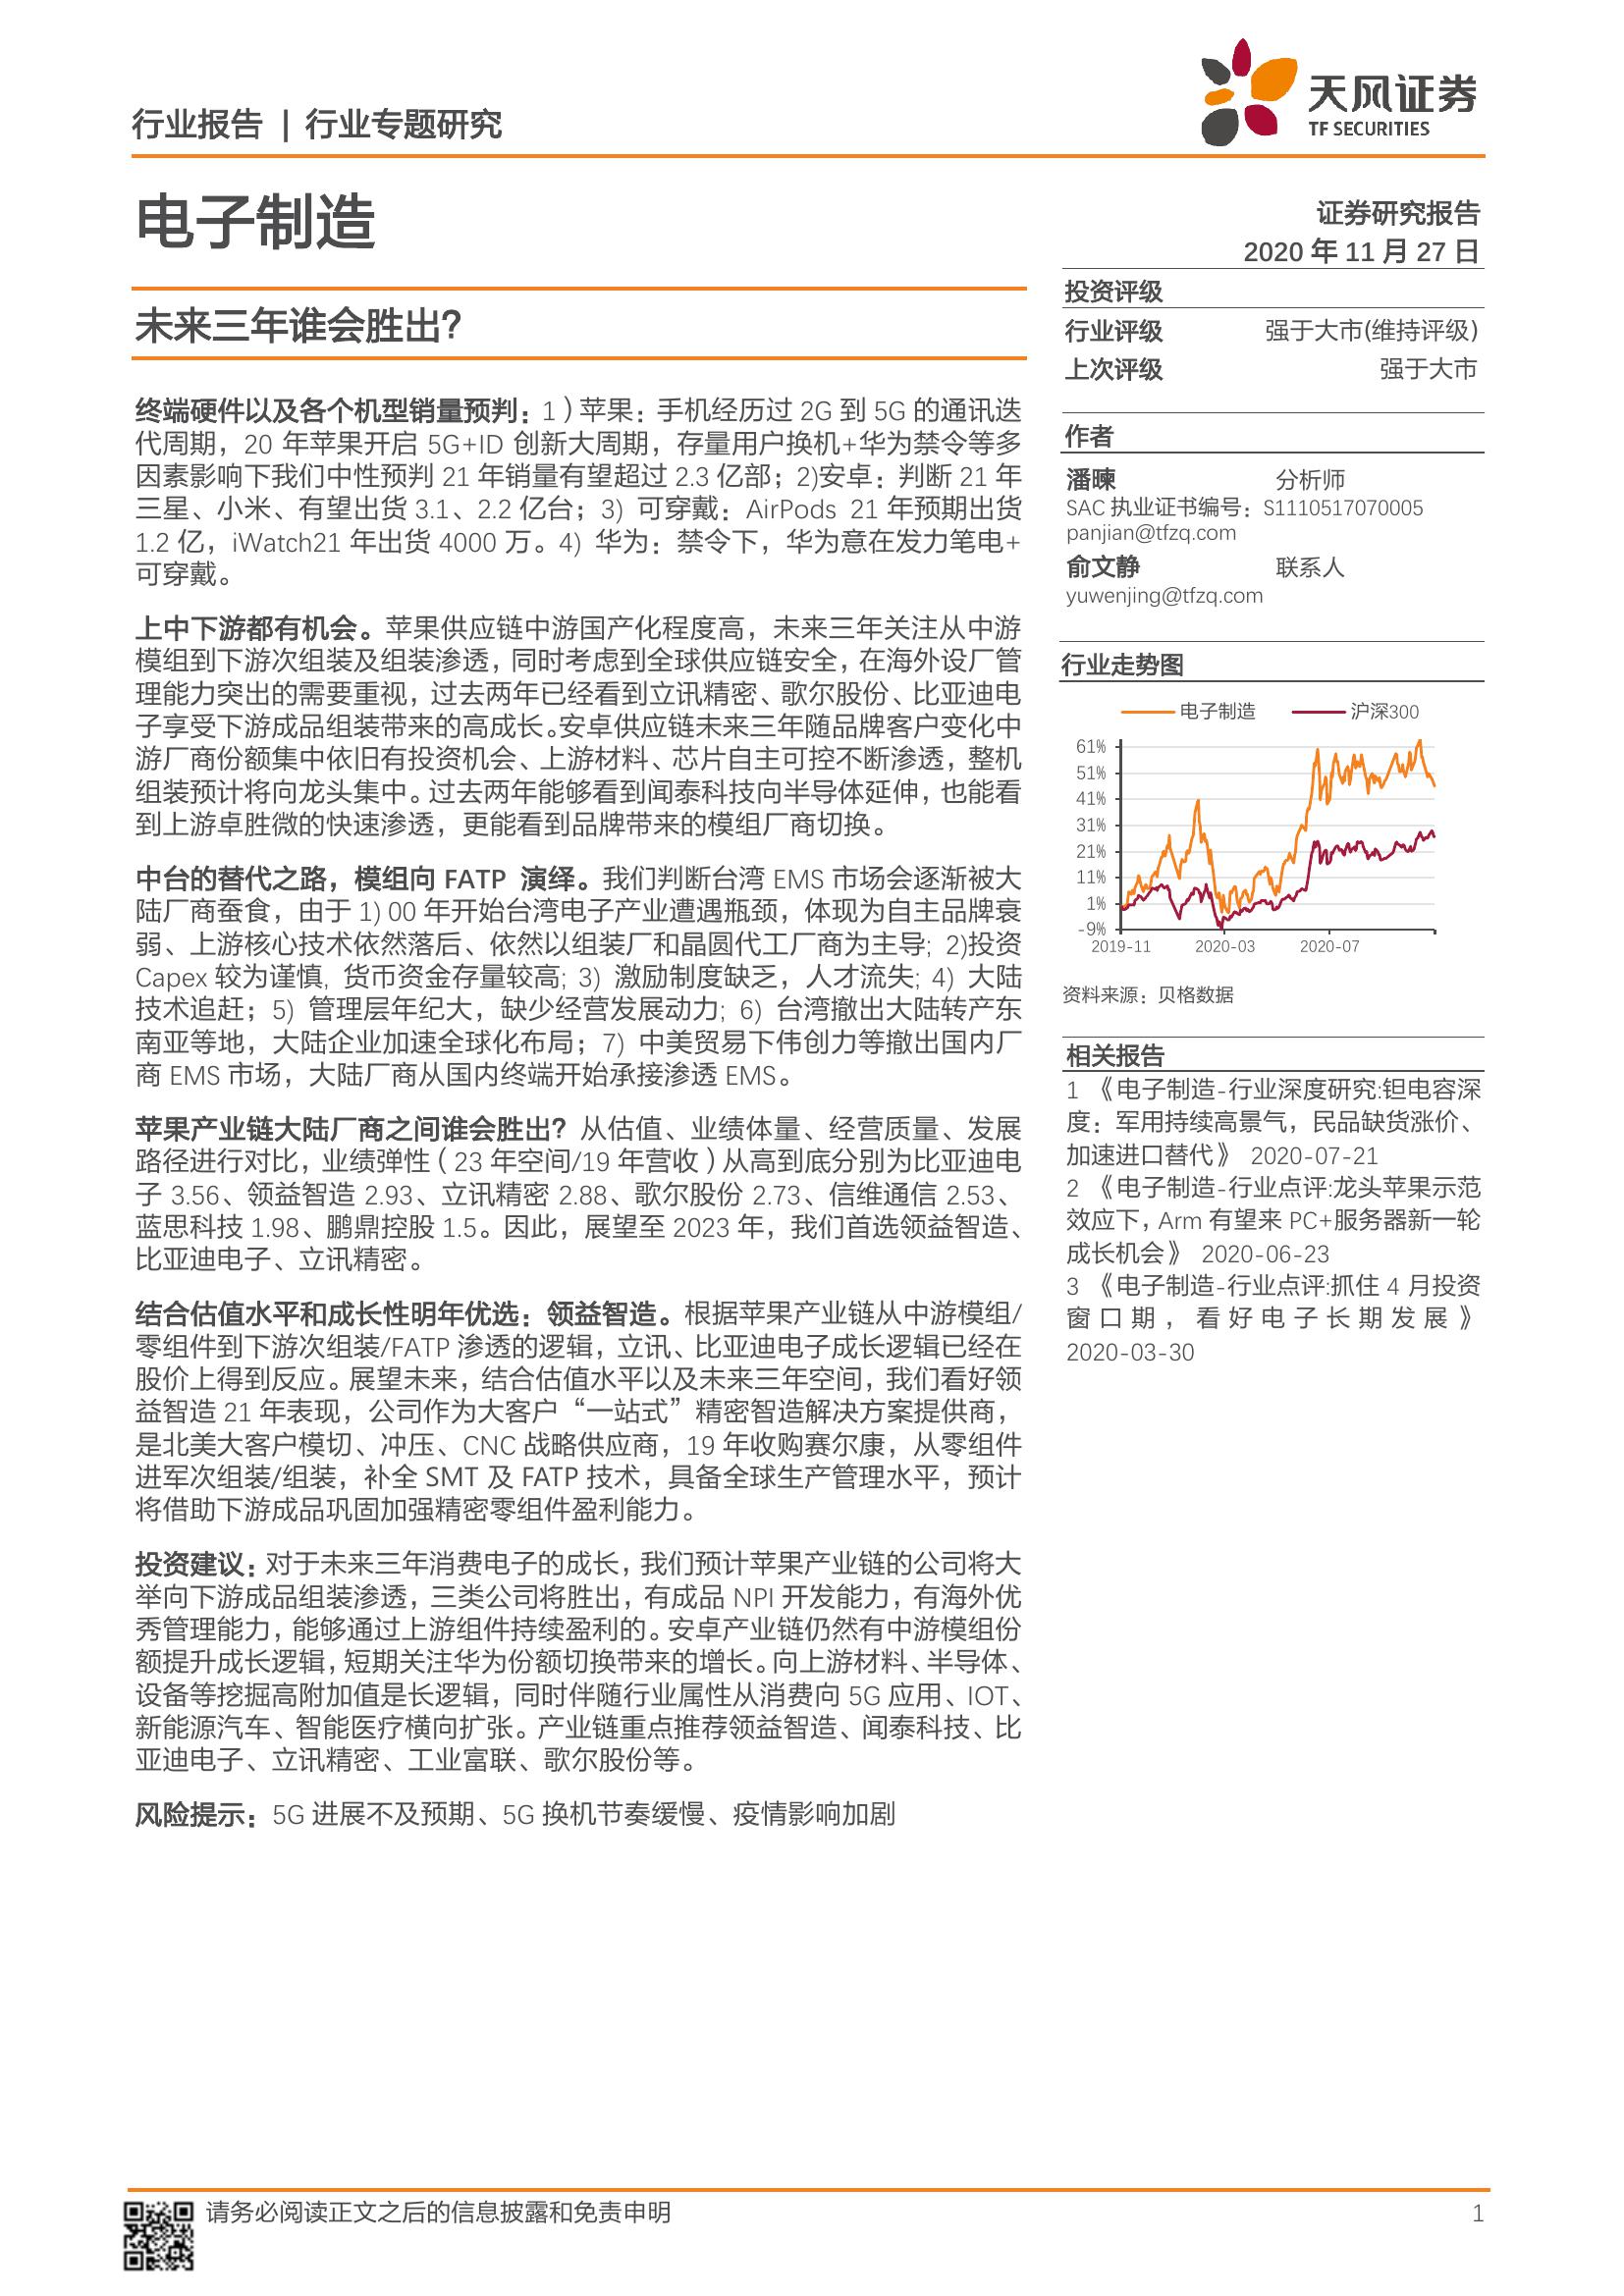 行业报告 | 行业专题研究
天风证券
TF SECURITIES
电子制造
证券研究报告
2020 年 11 月 27 日
未来三年谁会胜出？
终端硬件以及各个机型销量预判：1）苹果：手机经历过 2G 到 5G 的通讯迭
代周期，20 年苹果开启 5G+ID 创新大周期，存量用户换机+华为禁令等多
因素影响下我们中性预判 21 年销量有望超过 2.3 亿部；2)安卓：判断 21 年
三星、小米、有望出货 3.1、2.2 亿台；3) 可穿戴：AirPods 21 年预期出货
1.2 亿，iWatch21 年出货 4000 万。4) 华为：禁令下，华为意在发力笔电+
可穿戴。
上中下游都有机会。苹果供应链中游国产化程度高，未来三年关注从中游
模组到下游次组装及组装渗透，同时考虑到全球供应链安全，在海外设厂管
理能力突出的需要重视，过去两年已经看到立讯精密、歌尔股份、比亚迪电
子享受下游成品组装带来的高成长。安卓供应链未来三年随品牌客户变化中
游厂商份额集中依旧有投资机会、上游材料、芯片自主可控不断渗透，整机
组装预计将向龙头集中。过去两年能够看到闻泰科技向半导体延伸，也能看
到上游卓胜微的快速渗透，更能看到品牌带来的模组厂商切换。
中台的替代之路，模组向 FATP 演绎。我们判断台湾 EMS 市场会逐渐被大
陆厂商蚕食，由于 1) 00 年开始台湾电子产业遭遇瓶颈，体现为自主品牌衰
弱、上游核心技术依然落后、依然以组装厂和晶圆代工厂商为主导; 2)投资
Capex 较为谨慎, 货币资金存量较高; 3) 激励制度缺乏，人才流失; 4) 大陆
技术追赶；5) 管理层年纪大，缺少经营发展动力; 6) 台湾撤出大陆转产东
南亚等地，大陆企业加速全球化布局；7) 中美贸易下伟创力等撤出国内厂
商 EMS 市场，大陆厂商从国内终端开始承接渗透 EMS。
苹果产业链大陆厂商之间谁会胜出？从估值、业绩体量、经营质量、发展
路径进行对比，业绩弹性（23 年空间/19 年营收）从高到底分别为比亚迪电
子 3.56、领益智造 2.93、立讯精密 2.88、歌尔股份 2.73、信维通信 2.53、
蓝思科技 1.98、鹏鼎控股 1.5。因此，展望至 2023 年，我们首选领益智造、
比亚迪电子、立讯精密。
结合估值水平和成长性明年优选：领益智造。根据苹果产业链从中游模组/
零组件到下游次组装/FATP 渗透的逻辑，立讯、比亚迪电子成长逻辑已经在
股价上得到反应。展望未来，结合估值水平以及未来三年空间，我们看好领
益智造 21 年表现，公司作为大客户“一站式”精密智造解决方案提供商，
是北美大客户模切、冲压、CNC 战略供应商，19 年收购赛尔康，从零组件
进军次组装/组装，补全 SMT 及 FATP 技术，具备全球生产管理水平，预计
将借助下游成品巩固加强精密零组件盈利能力。
投资建议：对于未来三年消费电子的成长，我们预计苹果产业链的公司将大
举向下游成品组装渗透，三类公司将胜出，有成品 NPI 开发能力，有海外优
秀管理能力，能够通过上游组件持续盈利的。安卓产业链仍然有中游模组份
额提升成长逻辑，短期关注华为份额切换带来的增长。向上游材料、半导体、
设备等挖掘高附加值是长逻辑，同时伴随行业属性从消费向 5G 应用、IOT、
新能源汽车、智能医疗横向扩张。产业链重点推荐领益智造、闻泰科技、比
亚迪电子、立讯精密、工业富联、歌尔股份等。
风险提示：5G 进展不及预期、5G 换机节奏缓慢、疫情影响加剧
投资评级
行业评级 强于大市(维持评级)
上次评级 强于大市
作者
潘暕 分析师
SAC 执业证书编号：S1110517070005
panjian@tfzq.com
俞文静 联系人
yuwenjing@tfzq.com
行业走势图
电子制造 沪深300
61%
51%
41%
31%
21%
11%
1%
-9%
2019-11 2020-03 2020-07
资料来源：贝格数据
相关报告
1 《电子制造-行业深度研究:钽电容深
度：军用持续高景气，民品缺货涨价、
加速进口替代》 2020-07-21
2 《电子制造-行业点评:龙头苹果示范
效应下，Arm 有望来 PC+服务器新一轮
成长机会》 2020-06-23
3 《电子制造-行业点评:抓住 4 月投资
窗口期，看好电子长期发展》
2020-03-30
请务必阅读正文之后的信息披露和免责申明 1